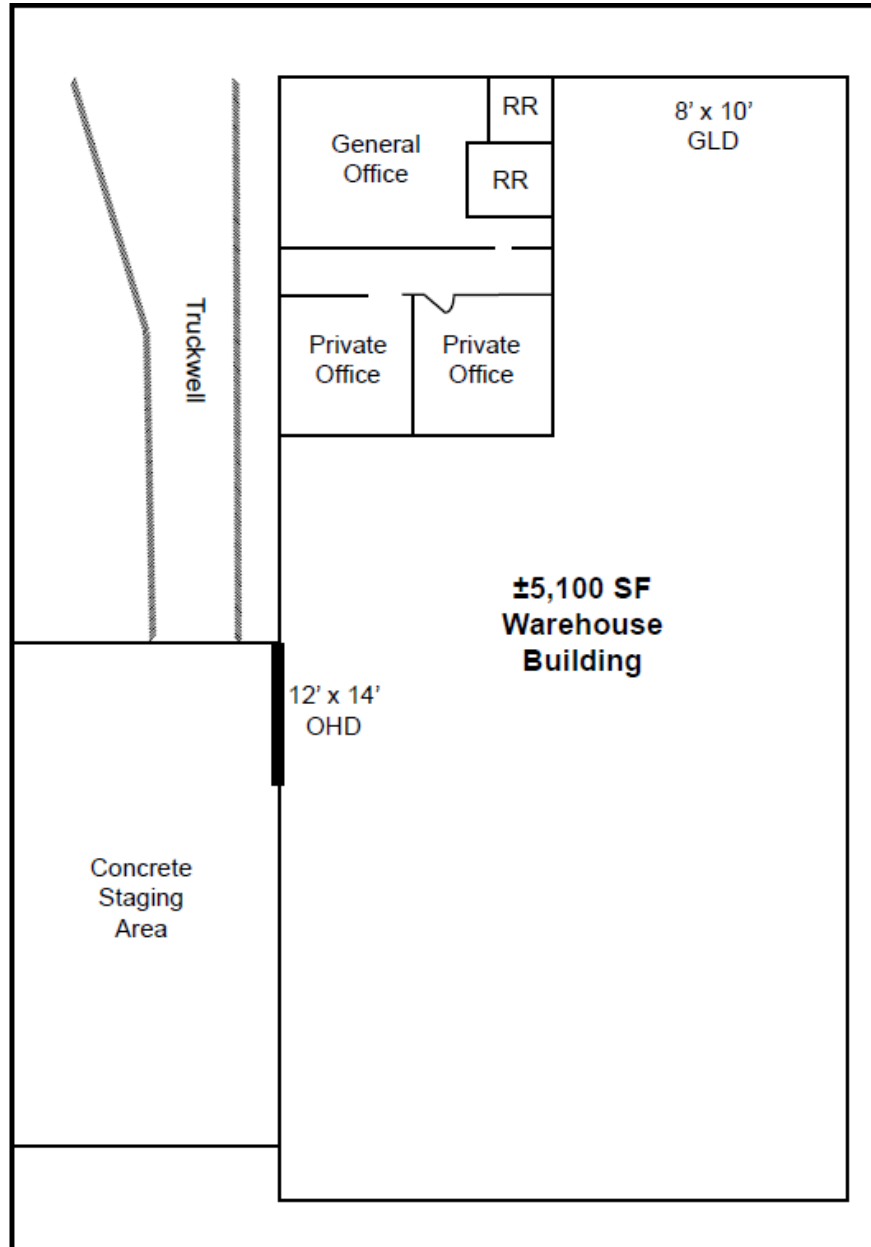 RR
8’ x 10’
GLD
General
Office
RR
Truckwell
Private
Office
Private
Office
±5,100 SF
Warehouse
Building
12’ x 14’
OHD
Concrete
Staging
Area